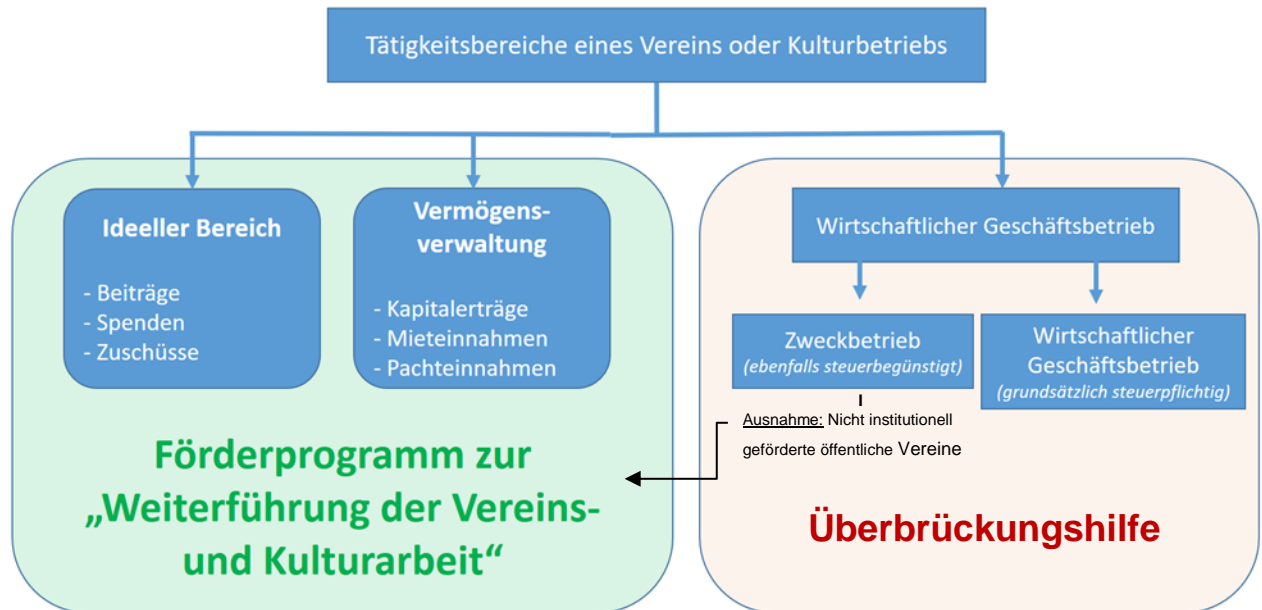 Tätigkeitsbereiche eines Vereins oder Kulturbetriebs
Ideeller Bereich
- Beiträge
- Spenden
- Zuschüsse
Vermögens-
verwaltung
- Kapitalerträge
- Mieteinnahmen
- Pachteinnahmen
Förderprogramm zur
„Weiterführung der Vereins-
und Kulturarbeit“
Wirtschaftlicher Geschäftsbetrieb
Zweckbetrieb
(ebenfalls steuerbegünstigt)
Wirtschaftlicher
Geschäftsbetrieb
(grundsätzlich steuerpflichtig)
Ausnahme: Nicht institutionell
geförderte öffentliche Vereine
Überbrückungshilfe